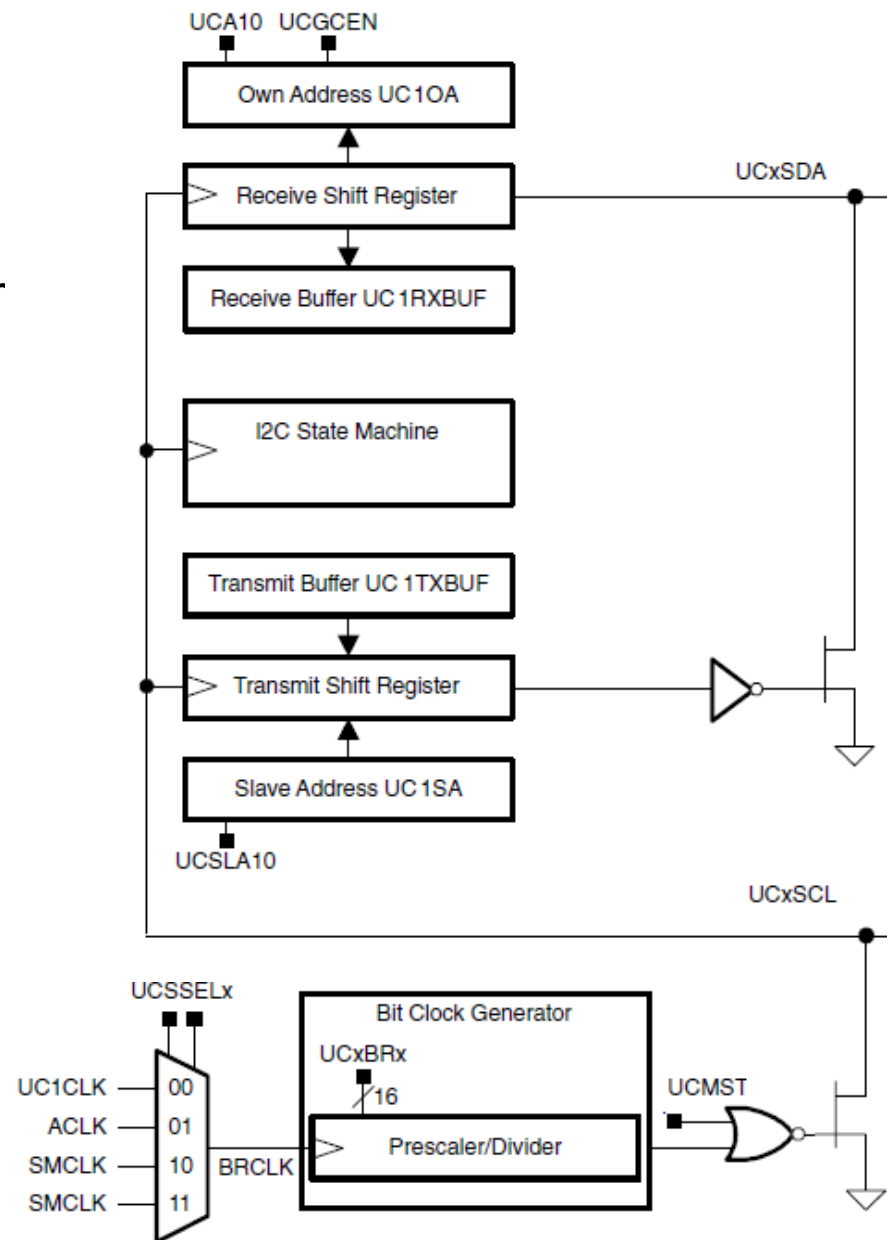 UCA10 UCGCEN
Own Address UC1OA
Receive Shift Register
UCxSDA
Receive Buffer UC1RXBUF
I2C State Machine
Transmit Buffer UC 1TXBUF
Transmit Shift Register
Slave Address UC1SA
UCSLA10
UCxSCL
UCSSELx
Bit Clock Generator
UCxBRx
16
UCMST
UC1CLK 00
ACLK 01
SMCLK 10
SMCLK 11
BRCLK
Prescaler/Divider